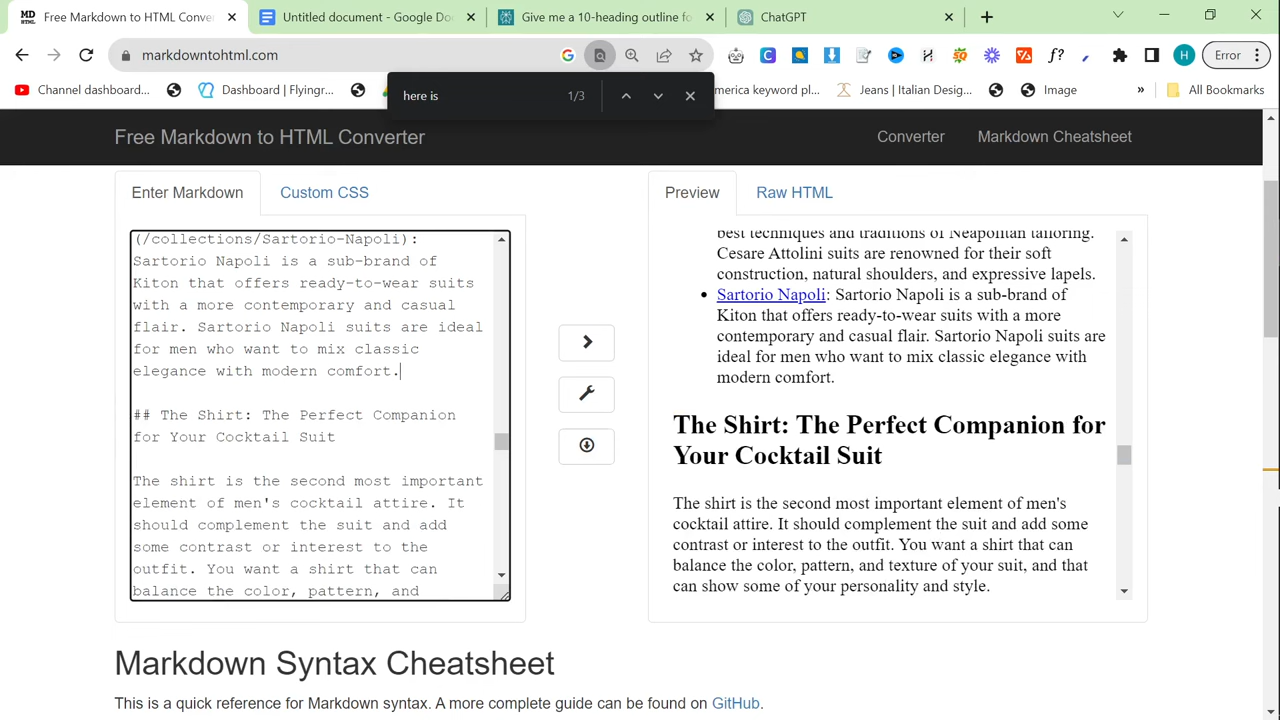 MD
HTML
Free Markdown to HTML Conve
Untitled document - Google Do
Give me a 10-heading outline fo
ChatGPT
markdowntohtml.com
H
Error
Channel dashboard...
Dashboard | Flyingr...
merica keyword pl...
Jeans | Italian Desig...
Image
»
All Bookmarks
here is
1/3
Free Markdown to HTML Converter
Converter
Markdown Cheatsheet
Enter Markdown
Custom CSS
Preview
Raw HTML
(/collections/Sartorio-Napoli):
Sartorio Napoli is a sub-brand of
Kiton that offers ready-to-wear suits
with a more contemporary and casual
flair. Sartorio Napoli suits are ideal
for men who want to mix classic
elegance with modern comfort.
## The Shirt: The Perfect Companion
for Your Cocktail Suit
The shirt is the second most important
element of men's cocktail attire. It
should complement the suit and add
some contrast or interest to the
outfit. You want a shirt that can
balance the color, pattern, and
best techniques and traditions of Neapolitan tailoring.
Cesare Attolini suits are renowned for their soft
construction, natural shoulders, and expressive lapels.
• Sartorio Napoli: Sartorio Napoli is a sub-brand of
Kiton that offers ready-to-wear suits with a more
contemporary and casual flair. Sartorio Napoli suits are
ideal for men who want to mix classic elegance with
modern comfort.
The Shirt: The Perfect Companion for
Your Cocktail Suit
The shirt is the second most important element of men's
cocktail attire. It should complement the suit and add some
contrast or interest to the outfit. You want a shirt that can
balance the color, pattern, and texture of your suit, and that
can show some of your personality and style.
Markdown Syntax Cheatsheet
This is a quick reference for Markdown syntax. A more complete guide can be found on GitHub.